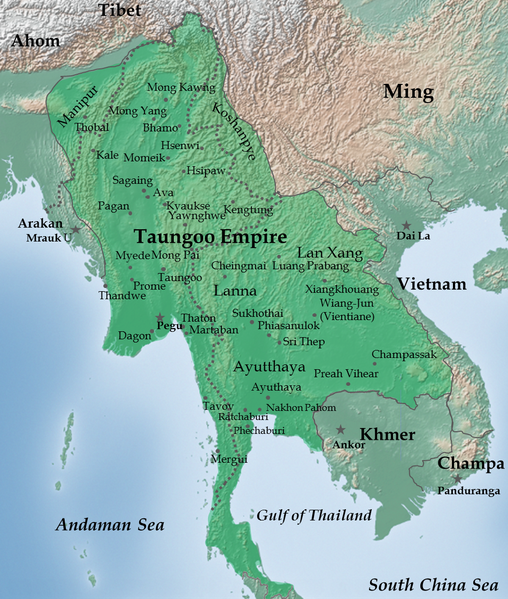 Tibet
Ahom
Ming
Mong Kawng
Manipur
Mong Yang
Koshanpye
Thobal
Bhamo
Hsenwi
Kale
Momeik
Hsipaw
Sagaing
Ava
Pagan
Kyaukse
Yawnghwe
Kengtung
Arakan
Mrauk U
Taungoo Empire
Dai La
Lan Xang
Myede
Mong Pai
Cheingmai
Luang Prabang
Taungoo
Vietnam
Prome
Thandwe
Lanna
Xiangkhouang
Wiang-Jun
(Vientiane)
Thaton
Sukhothai
Pegu
Martaban
Phiasanulok
Dagon
Sri Thep
Champassak
Ayutthaya
Preah Vihear
Ayuthaya
Tavoy
Nakhon Pahom
Ratchaburi
Phechaburi
Ankor
Khmer
Mergui
Champa
Panduranga
Andaman Sea
Gulf of Thailand
South China Sea